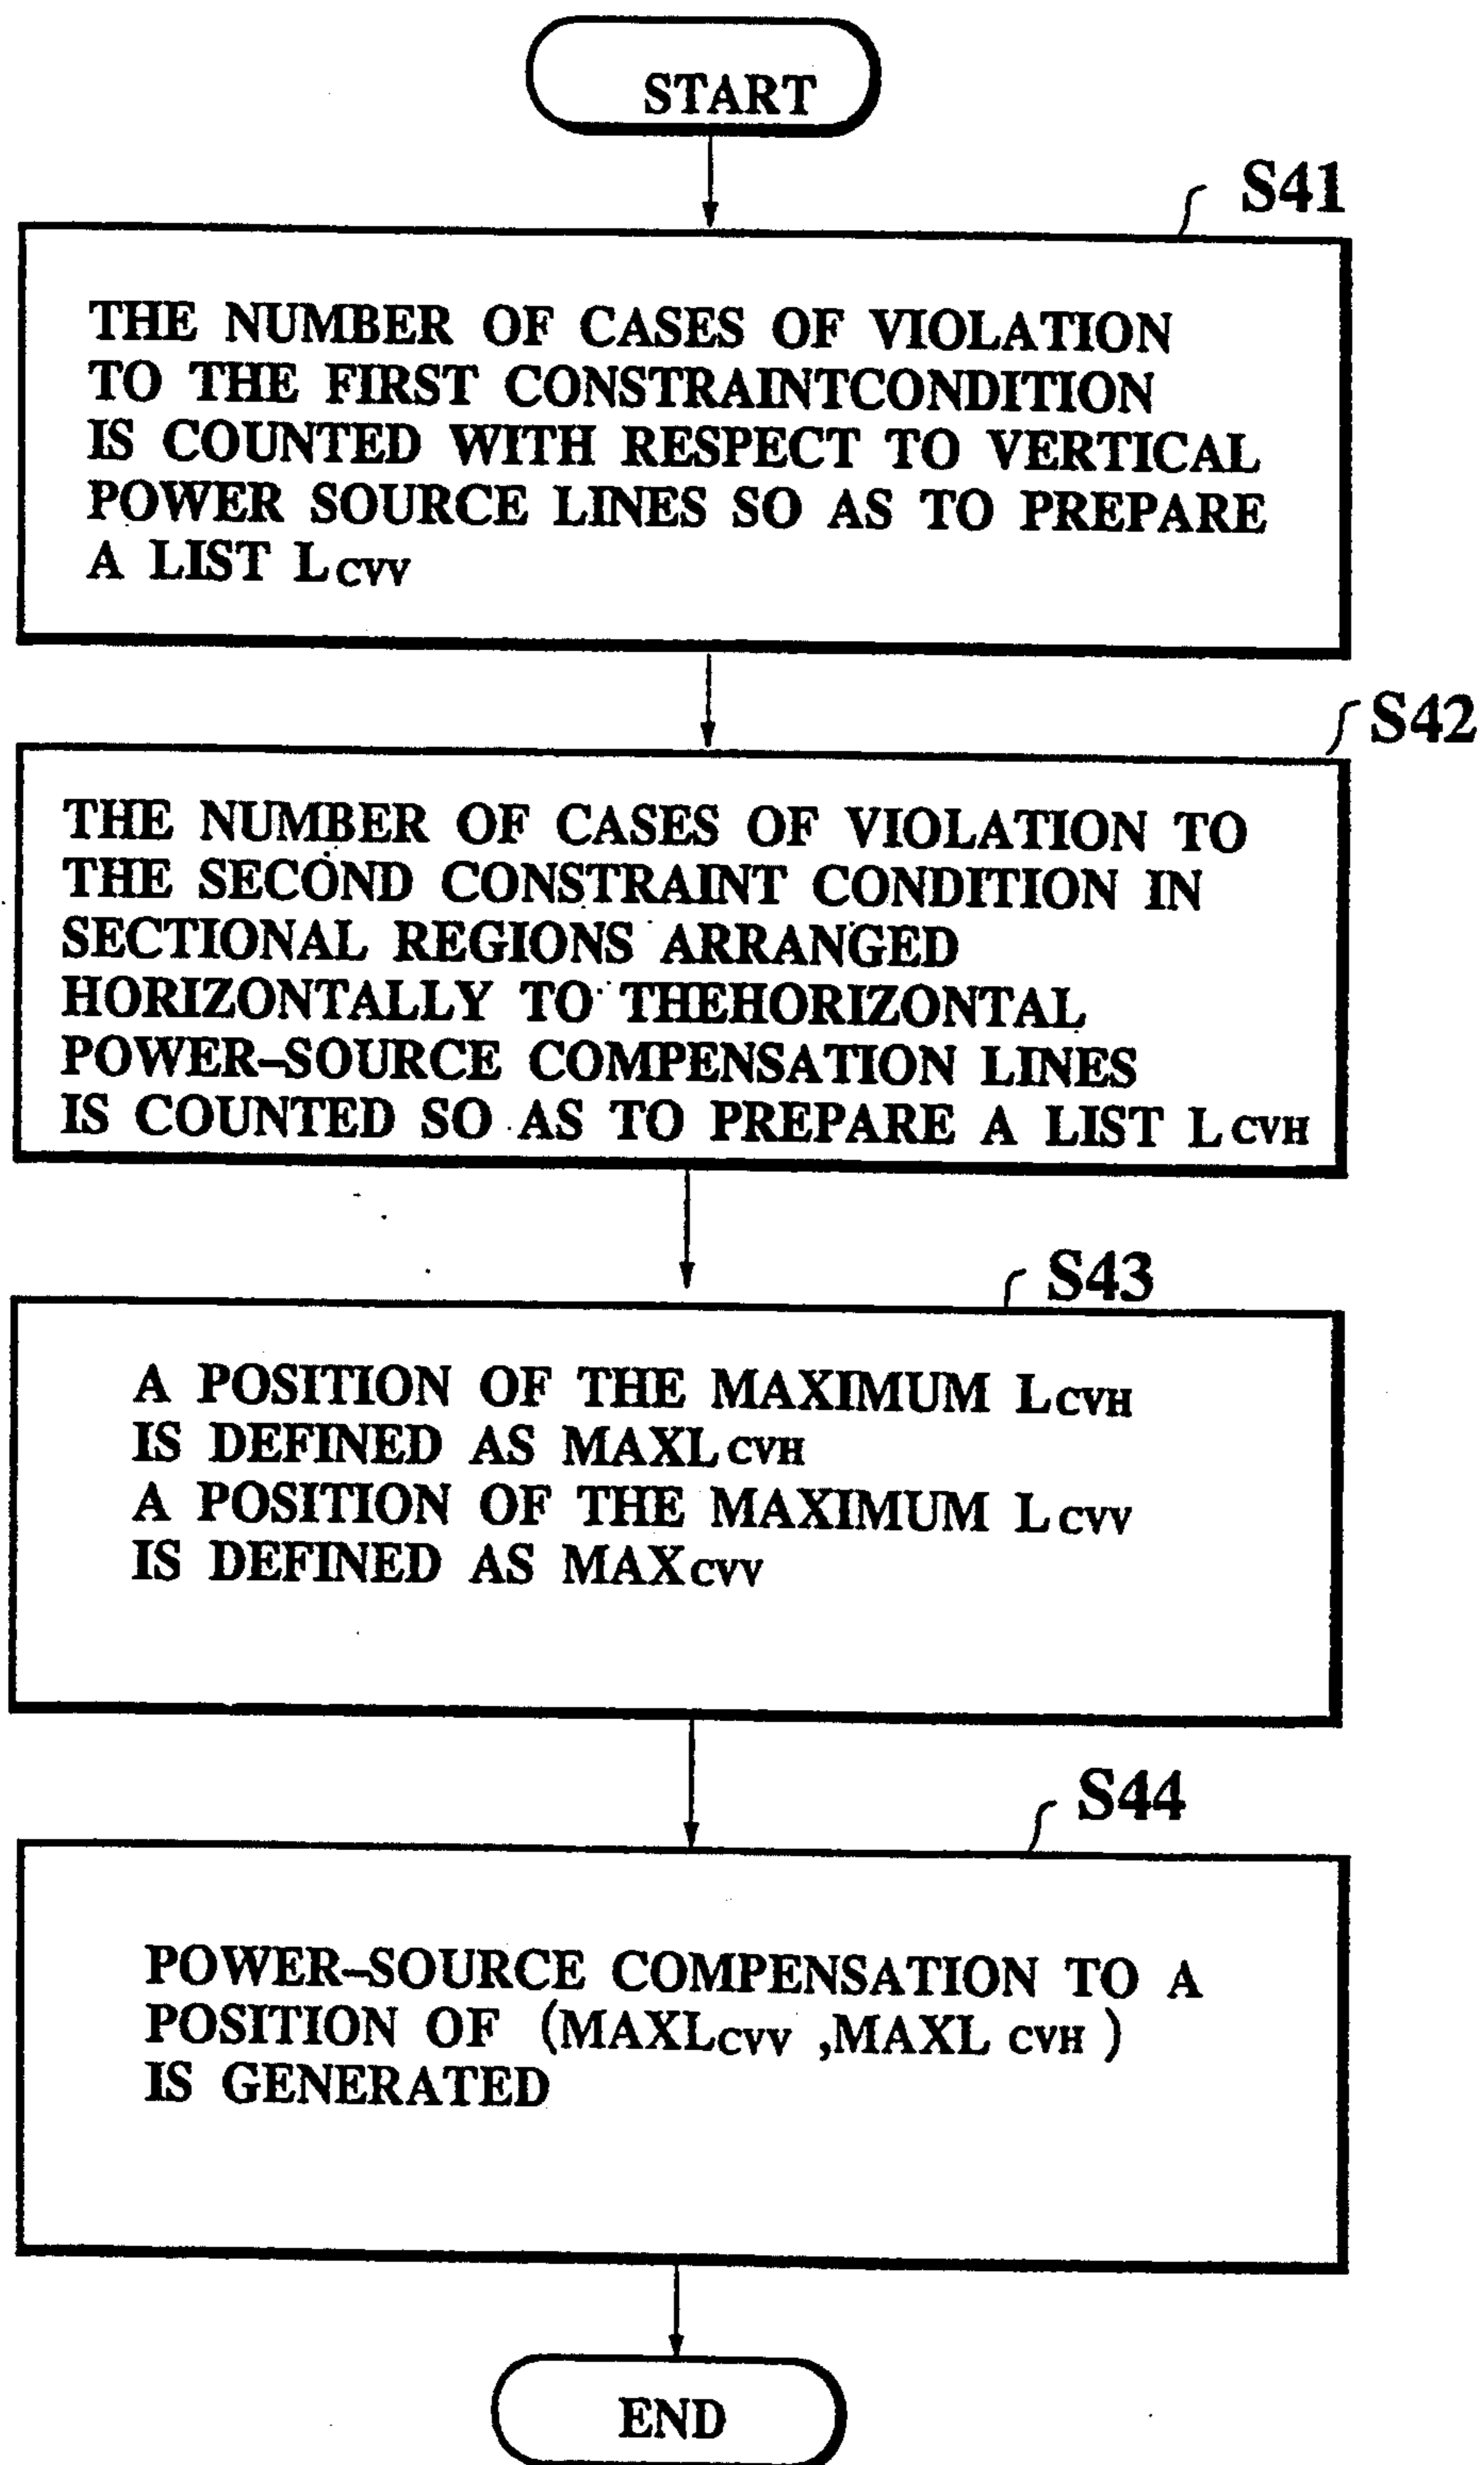 START
S41
THE NUMBER OF CASES OF VIOLATION
TO THE FIRST CONSTRAINTCONDITION
IS COUNTED WITH RESPECT TO VERTICAL
POWER SOURCE LINES SO AS TO PREPARE
A LIST LCVV
S42
THE NUMBER OF CASES OF VIOLATION TO
THE SECOND CONSTRAINT CONDITION IN
SECTIONAL REGIONS ARRANGED
HORIZONTALLY TO THEHORIZONTAL
POWER-SOURCE COMPENSATION LINES
IS COUNTED SO AS TO PREPARE A LIST LCVH
S43
A POSITION OF THE MAXIMUM LCVH
IS DEFINED AS MAXLCVH
A POSITION OF THE MAXIMUM LCVV
IS DEFINED AS MAXCVV
S44
POWER-SOURCE COMPENSATION TO A
POSITION OF (MAXLCVV ,MAXL CVH )
IS GENERATED
END